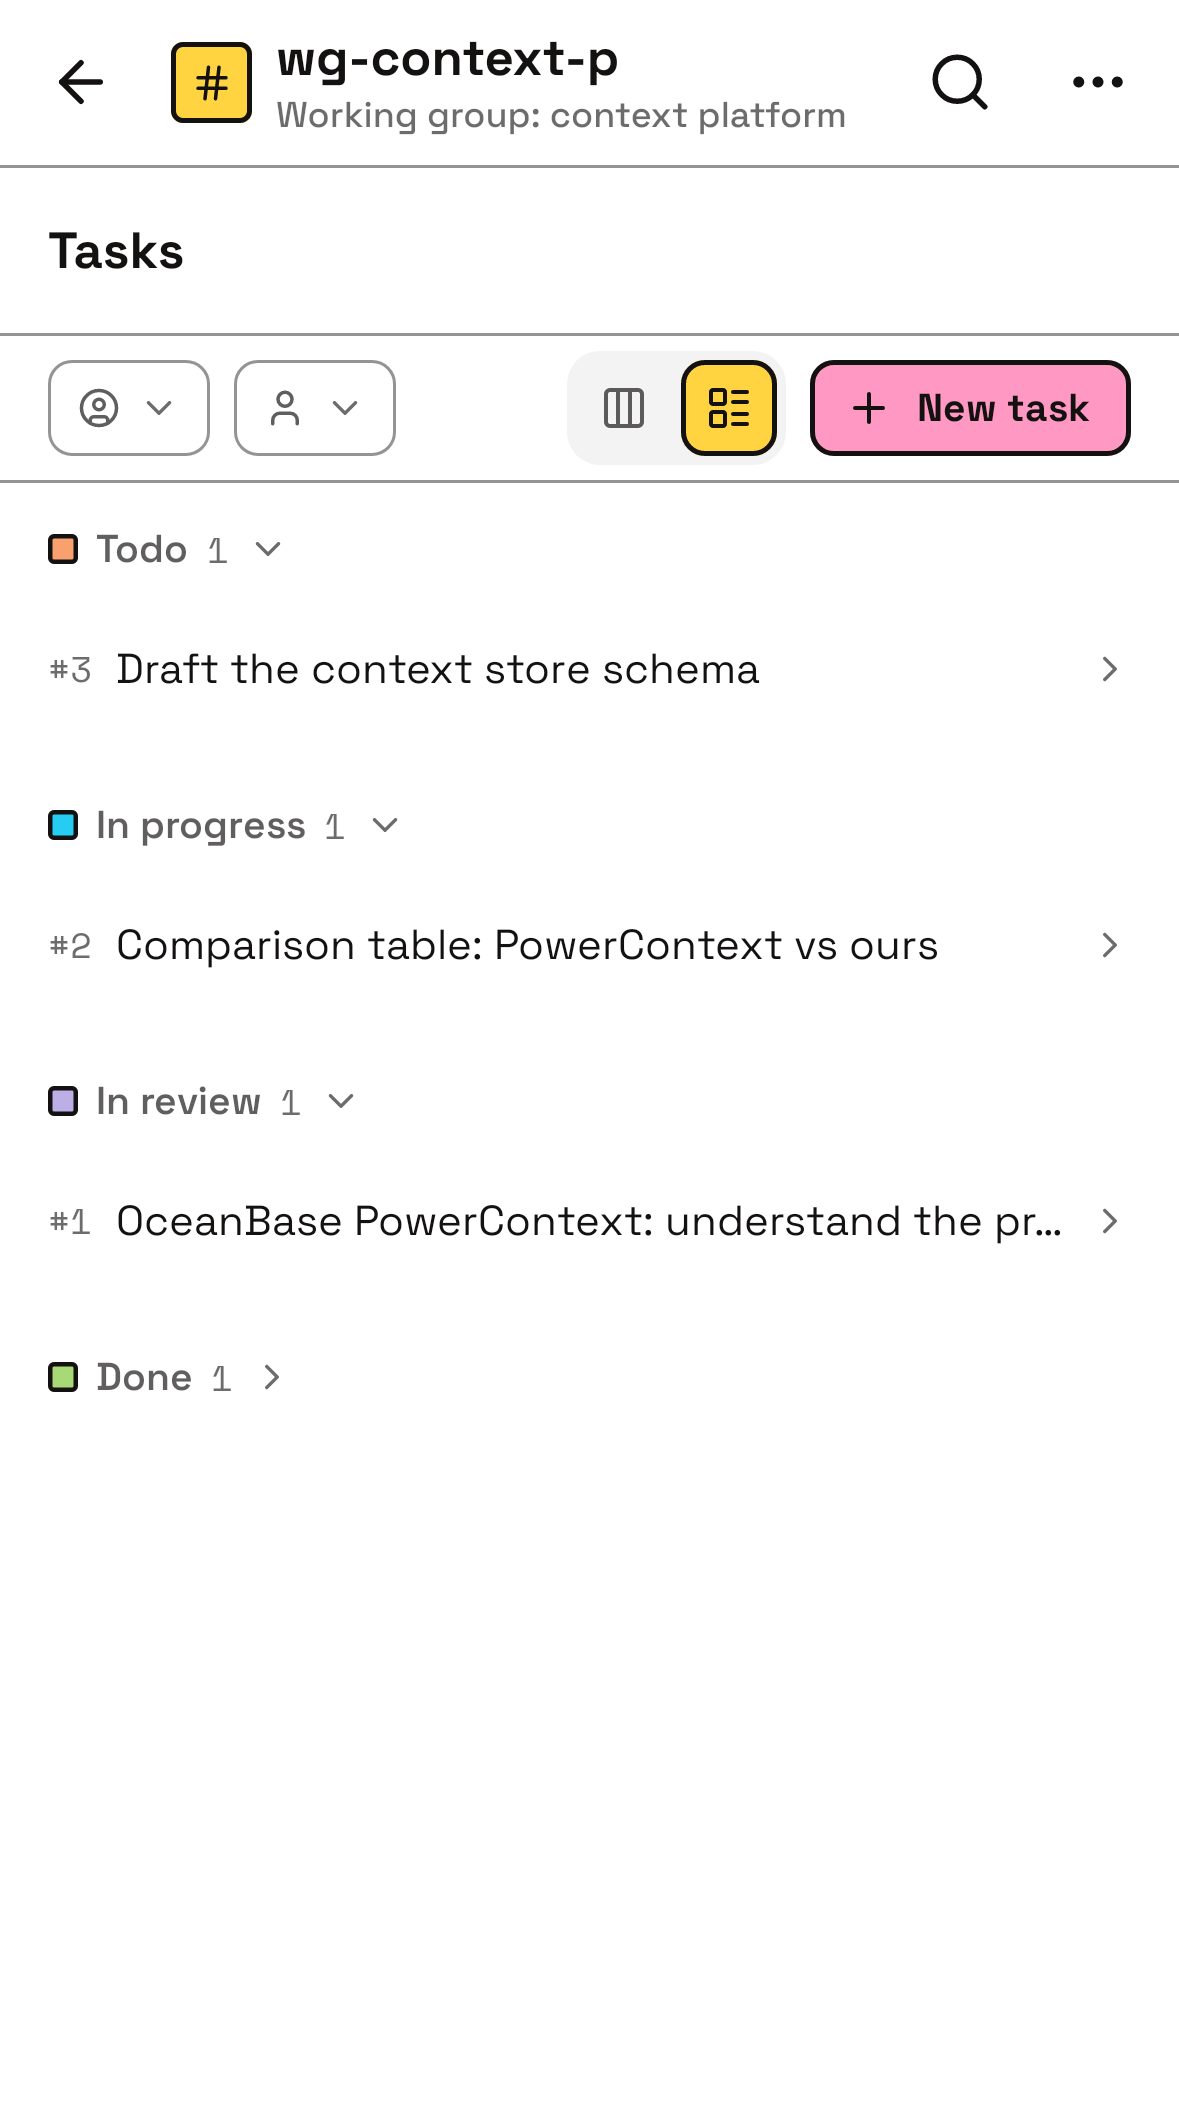 wg-context-p
Working group: context platform
Tasks
New task
Todo 1
#3 Draft the context store schema
In progress 1
#2 Comparison table: PowerContext vs ours
In review 1
#1 OceanBase PowerContext: understand the pr...
Done 1